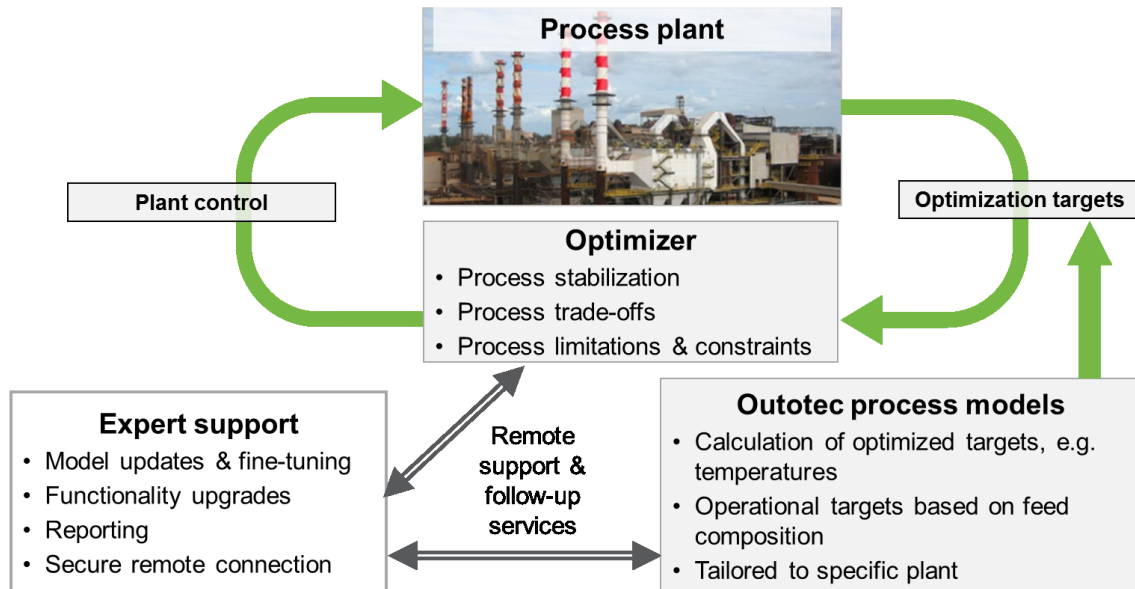 Process plant
Plant control
Optimization targets
Optimizer
• Process stabilization
• Process trade-offs
• Process limitations & constraints
Expert support
• Model updates & fine-tuning
• Functionality upgrades
• Reporting
• Secure remote connection
Remote
support &
follow-up
services
Outotec process models
• Calculation of optimized targets, e.g.
temperatures
• Operational targets based on feed
composition
• Tailored to specific plant